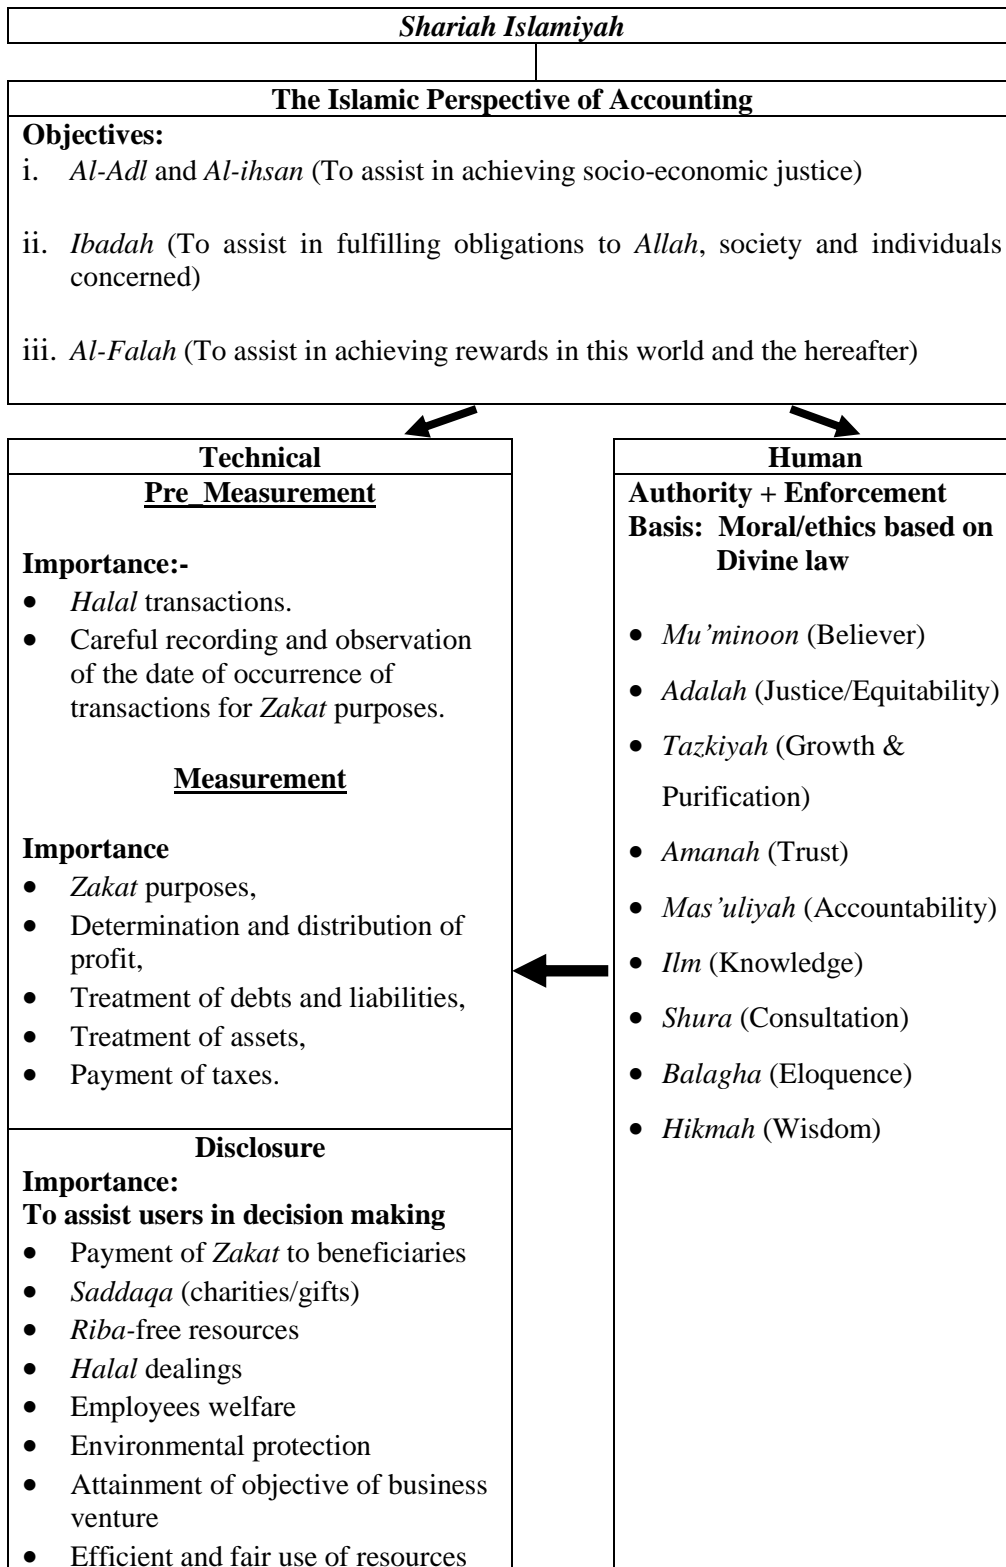 Shariah Islamiyah
The Islamic Perspective of Accounting
Objectives:
i. Al-Adl and Al-ihsan (To assist in achieving socio-economic justice)
ii. Ibadah (To assist in fulfilling obligations to Allah, society and individuals
concerned)
iii. Al-Falah (To assist in achieving rewards in this world and the hereafter)
Technical
Pre_Measurement
Importance:-
• Halal transactions.
• Careful recording and observation
of the date of occurrence of
transactions for Zakat purposes.
Measurement
Importance
• Zakat purposes,
• Determination and distribution of
profit,
• Treatment of debts and liabilities,
• Treatment of assets,
• Payment of taxes.
Disclosure
Importance:
To assist users in decision making
• Payment of Zakat to beneficiaries
• Saddaqa (charities/gifts)
• Riba-free resources
• Halal dealings
• Employees welfare
• Environmental protection
• Attainment of objective of business
venture
• Efficient and fair use of resources
Human
Authority + Enforcement
Basis: Moral/ethics based on
Divine law
• Mu’minoon (Believer)
• Adalah (Justice/Equitability)
• Tazkiyah (Growth &
Purification)
• Amanah (Trust)
• Mas’uliyah (Accountability)
• Ilm (Knowledge)
• Shura (Consultation)
• Balagha (Eloquence)
• Hikmah (Wisdom)